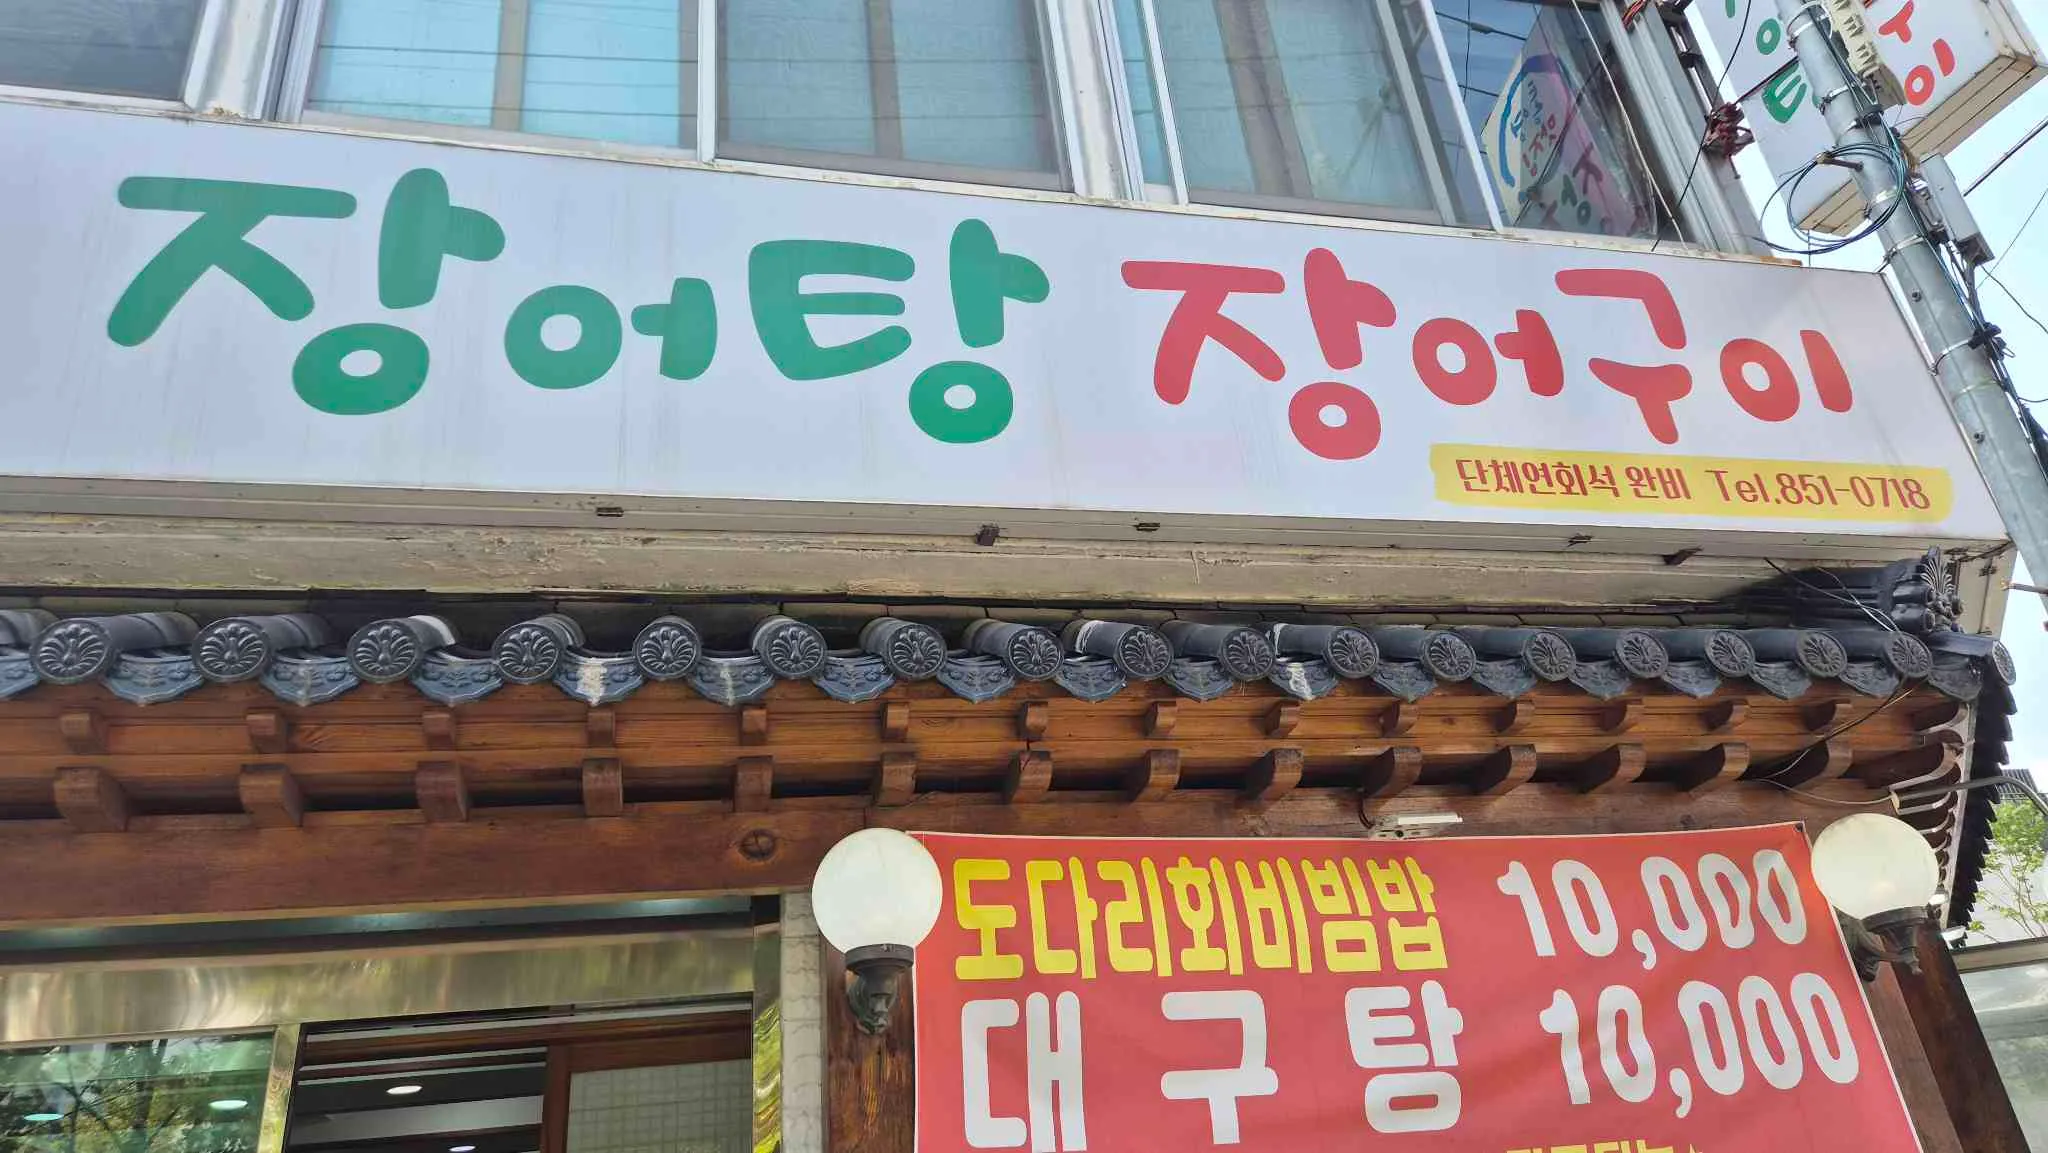 장어탕 장어구이
단체연회석 완비 Tel.851-0718
도다리회비빔밥 10,000
대구탕 10,000